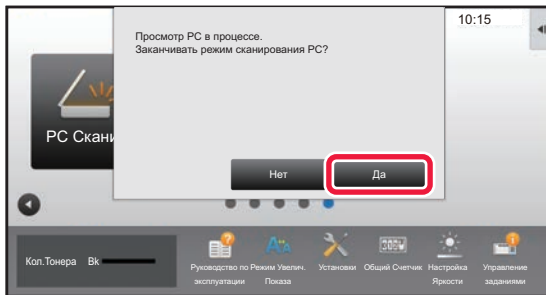 10:15
Просмотр PC в процессе.
Заканчивать режим сканирования PC?
PC Скани
Нет
Да
Кол.Тонера Bk
Руководство по
эксплуатации
Режим Увелич.
Показа
Установки
Общий Счетчик
Настройка
Яркости
Управление
заданиями